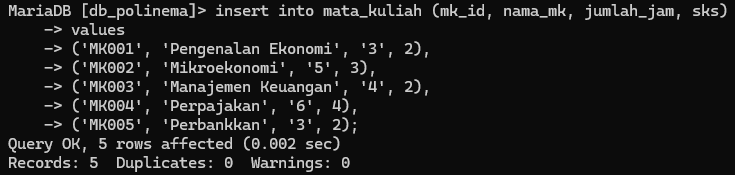 MariaDB [db_polinema]> insert into mata_kuliah (mk_id, nama_mk, jumlah_jam, sks)
    -> values
    -> ('MK001', 'Pengenalan Ekonomi', '3', 2),
    -> ('MK002', 'Mikroekonomi', '5', 3),
    -> ('MK003', 'Manajemen Keuangan', '4', 2),
    -> ('MK004', 'Perpajakan', '6', 4),
    -> ('MK005', 'Perbankkan', '3', 2);
Query OK, 5 rows affected (0.002 sec)
Records: 5  Duplicates: 0  Warnings: 0